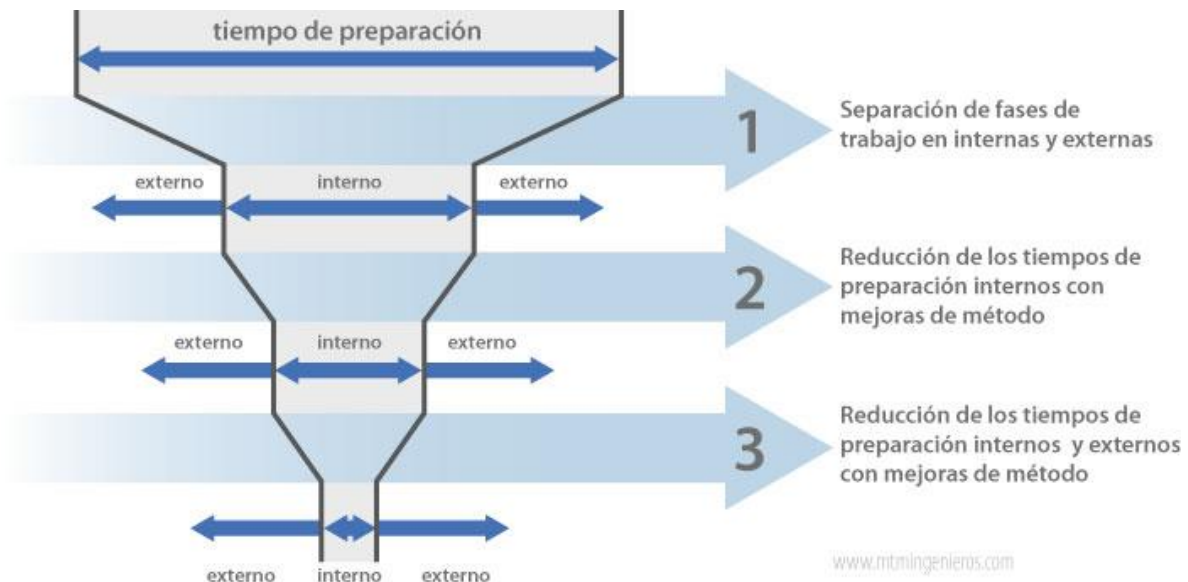 tiempo de preparación
1
Separación de fases de
trabajo en internas y externas
externo interno externo
2
Reducción de los tiempos de
preparación internos con
mejoras de método
externo interno externo
3
Reducción de los tiempos de
preparación internos y externos
con mejoras de método
externo interno externo
www.mtmingenieros.com